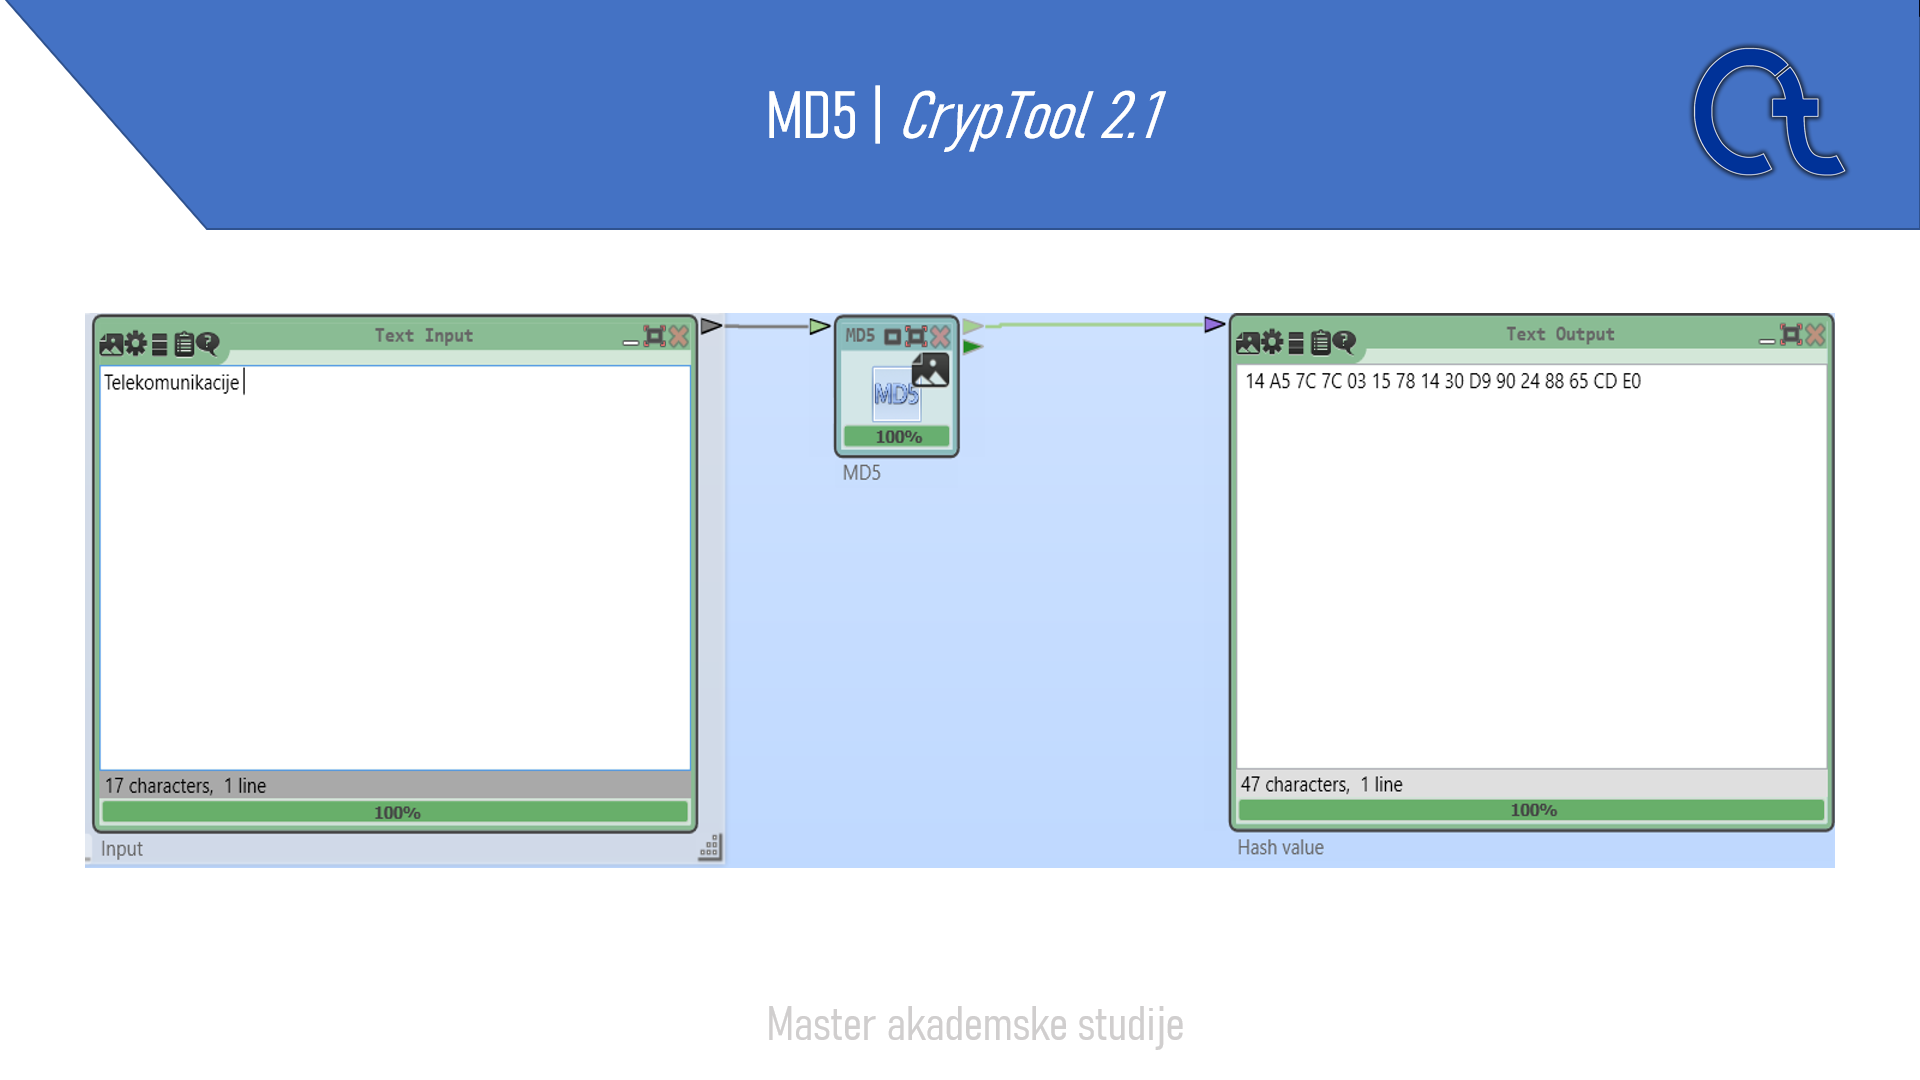 MD5 | CrypTool 2.1
Ct
Text Input
Telekomunikacije
17 characters,  1 line
100%
Input
MD5
MD5
100%
MD5
Text Output
14 A5 7C 7C 03 15 78 14 30 D9 90 24 88 65 CD E0
47 characters,  1 line
100%
Hash value
Master akademske studije